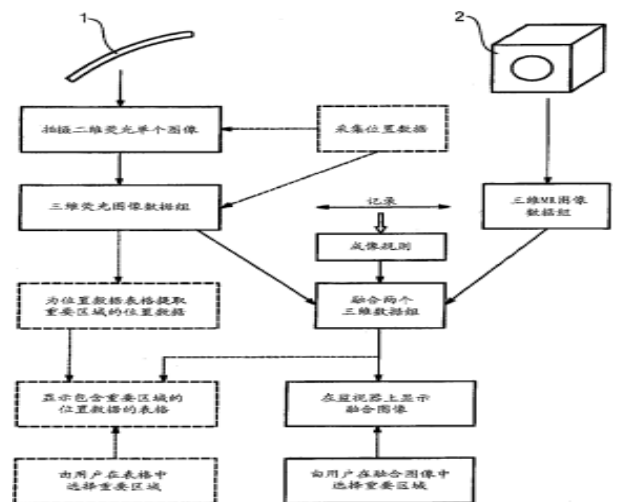 1
2
拍摄二维荧光单个图像
采集位置数据
三维荧光图像数据组
记录
三维MR图像
数据组
成像规则
为位置数据表格提取
重要区域的位置数据
融合两个
三维数据组
显示包含重要区域的
位置数据的表格
在监视器上显示
融合图像
由用户在表格中
选择重要区域
由用户在融合图像中
选择重要区域